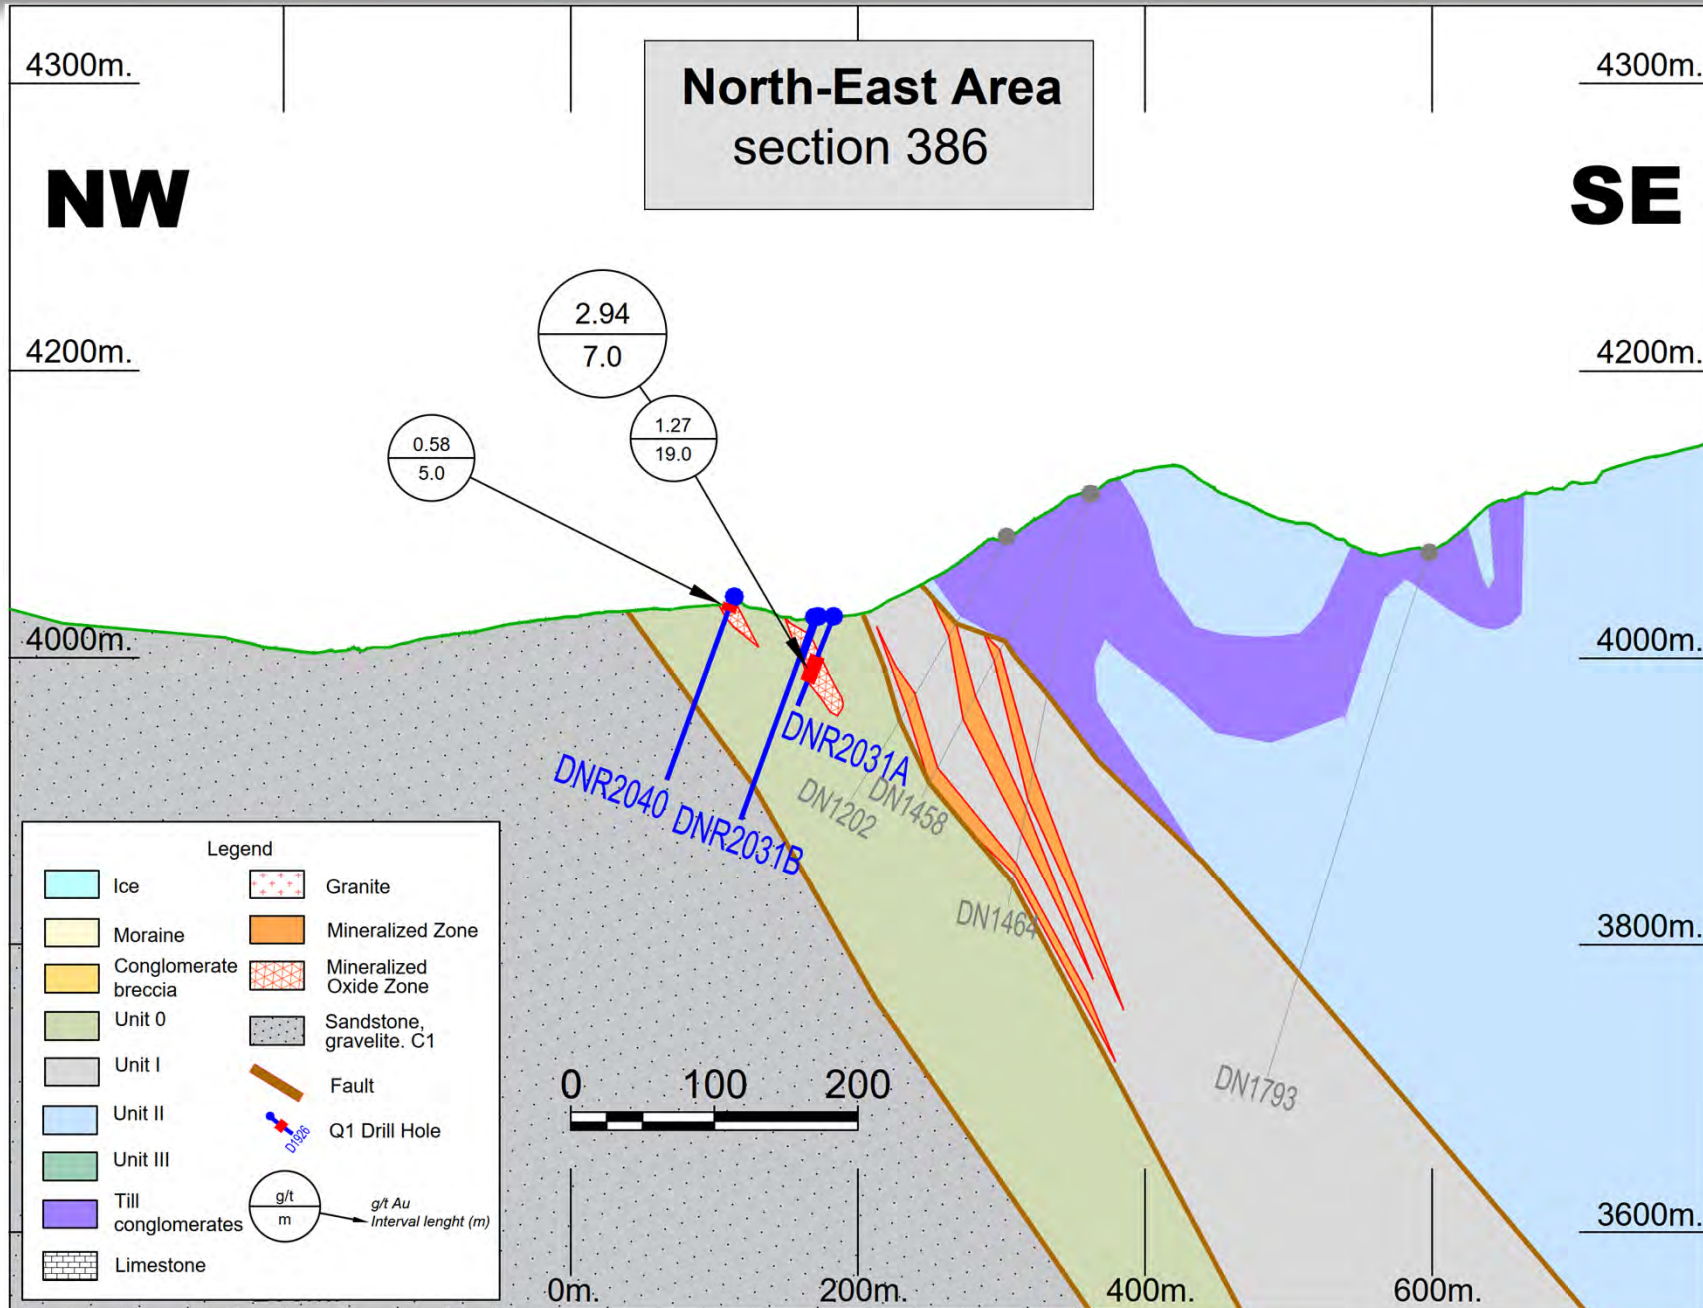 4300m.
4300m.
North-East Area
section 386
NW
SE
2.94
7.0
4200m.
4200m.
1.27
19.0
0.58
5.0
4000m.
4000m.
DNR2031A
DNR2040
DN1202
DN1458
DNR2031B
DN1464
3800m.
DN1793
3600m.
Legend
Ice
Moraine
Conglomerate
breccia
Unit 0
Unit I
Unit II
Unit III
Till
conglomerates
Limestone
Granite
Mineralized Zone
Mineralized
Oxide Zone
Sandstone,
gravelite. C1
Fault
D1926
Q1 Drill Hole
g/t
m
g/t Au
Interval lenght (m)
0 100 200
0m. 200m. 400m. 600m.